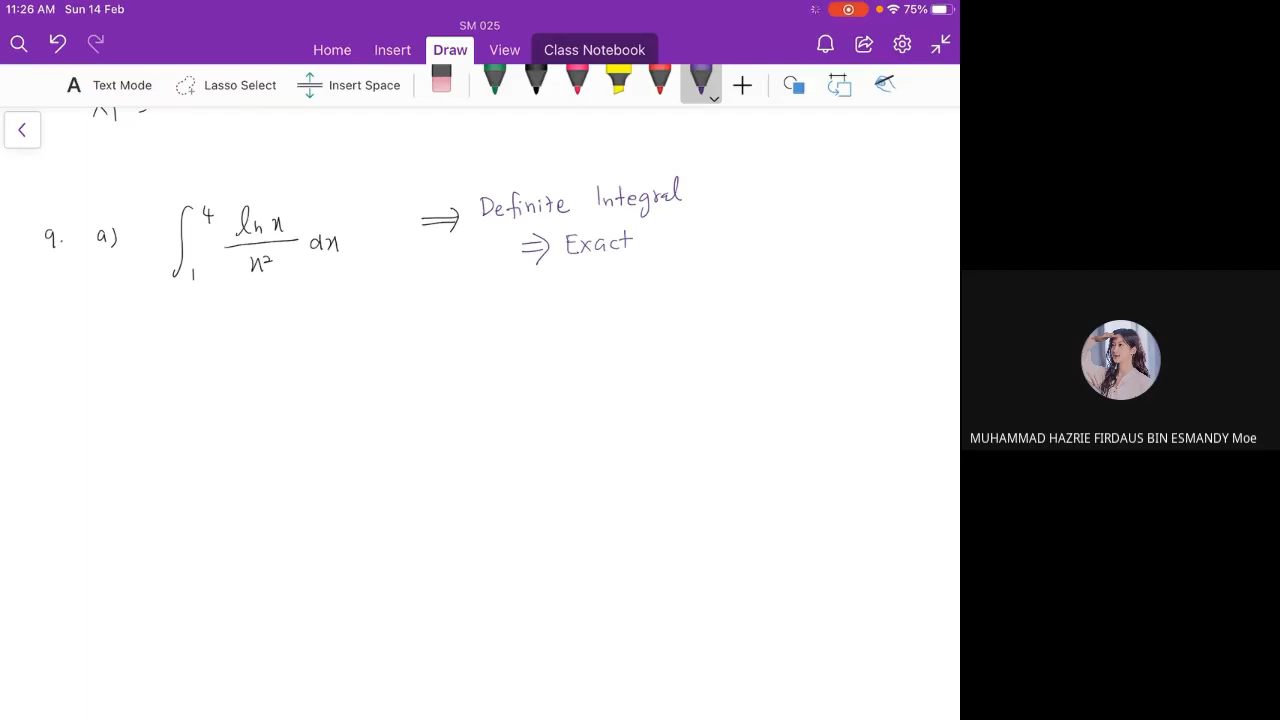 11:26 AM Sun 14 Feb
75%
SM 025
Home Insert Draw View Class Notebook
A Text Mode Lasso Select Insert Space
9. a) ∫₁⁴ ln x / x² dx ⇒ Definite Integral
⇒ Exact
MUHAMMAD HAZRIE FIRDAUS BIN ESMANDY Moe